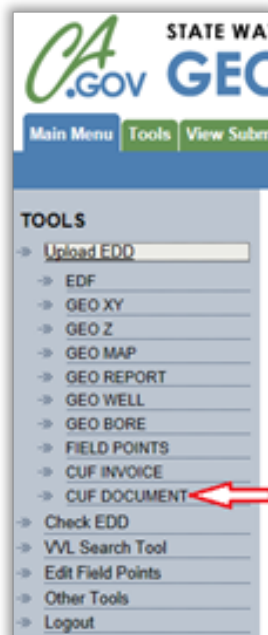 STATE WA
CA
.GOV GEO
Main Menu Tools View Subm
TOOLS
Upload EDD
EDF
GEO XY
GEO Z
GEO MAP
GEO REPORT
GEO WELL
GEO BORE
FIELD POINTS
CUF INVOICE
CUF DOCUMENT
Check EDD
VVL Search Tool
Edit Field Points
Other Tools
Logout